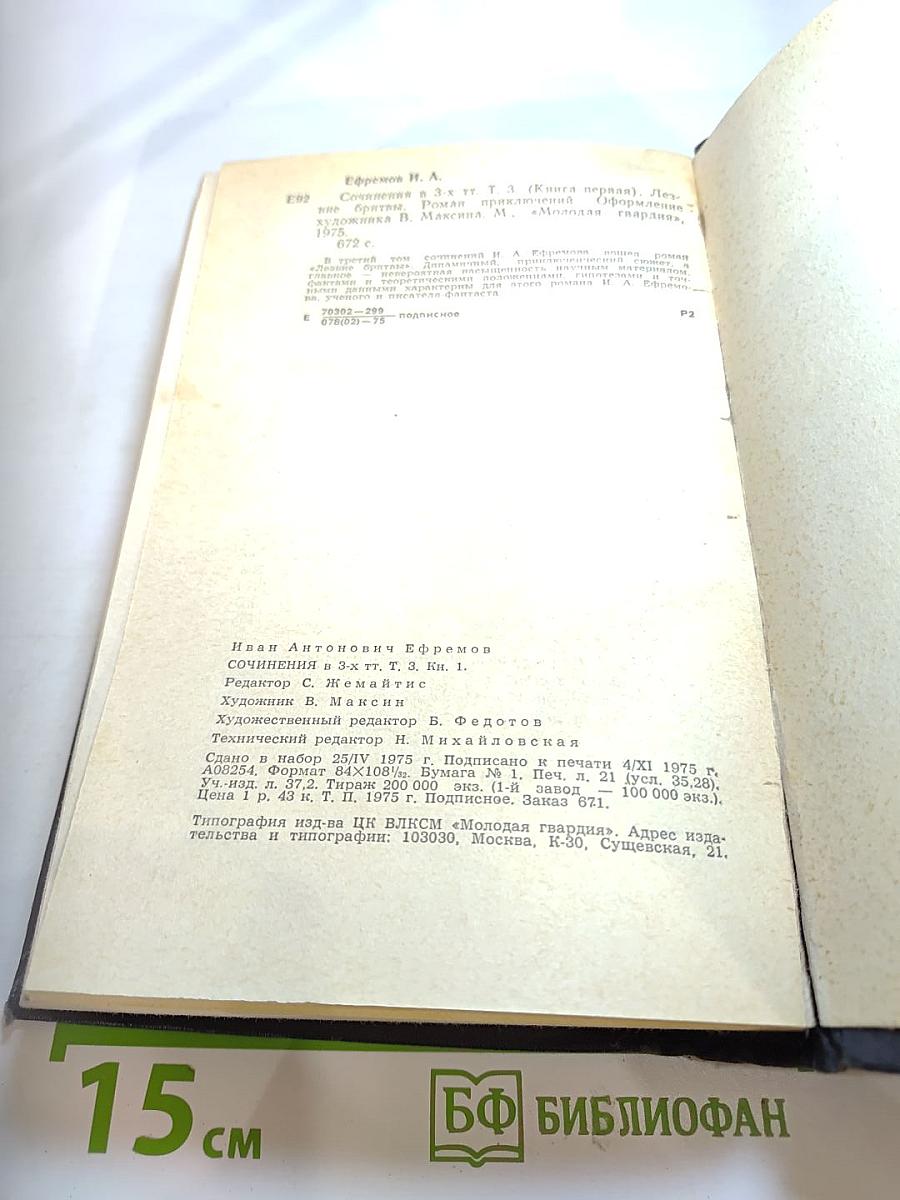 Ефремов И. А.
Е92 Сочинения в 3-х тт. Т. 3. (Книга первая). Лез-
вие бритвы. Роман приключений. Оформление
художника В. Максина. М., «Молодая гвардия»,
1975.
672 с.
В третий том сочинений И. А. Ефремова вошел роман
«Лезвие бритвы». Динамичный, приключенческий сюжет, а
главное — невероятная насыщенность научным материалом,
фактами и теоретическими положениями, гипотезами и точ-
ными данными характерны для этого романа И. А. Ефремо-
ва, ученого и писателя-фантаста.
Е 70302—299
078(02)—75 — подписное Р2
Иван Антонович Ефремов
СОЧИНЕНИЯ в 3-х тт. Т. 3. Кн. 1.
Редактор С. Жемайтис
Художник В. Максин
Художественный редактор Б. Федотов
Технический редактор Н. Михайловская
Сдано в набор 25/IV 1975 г. Подписано к печати 4/XI 1975 г.
А08254. Формат 84×108¹/₃₂. Бумага № 1. Печ. л. 21 (усл. 35,28).
Уч.-изд. л. 37,2. Тираж 200 000 экз. (1-й завод — 100 000 экз.).
Цена 1 р. 43 к. Т. П. 1975 г. Подписное. Заказ 671.
Типография изд-ва ЦК ВЛКСМ «Молодая гвардия». Адрес изда-
тельства и типографии: 103030, Москва, К-30, Сущевская, 21.
15 см
БФ БИБЛИОФАН